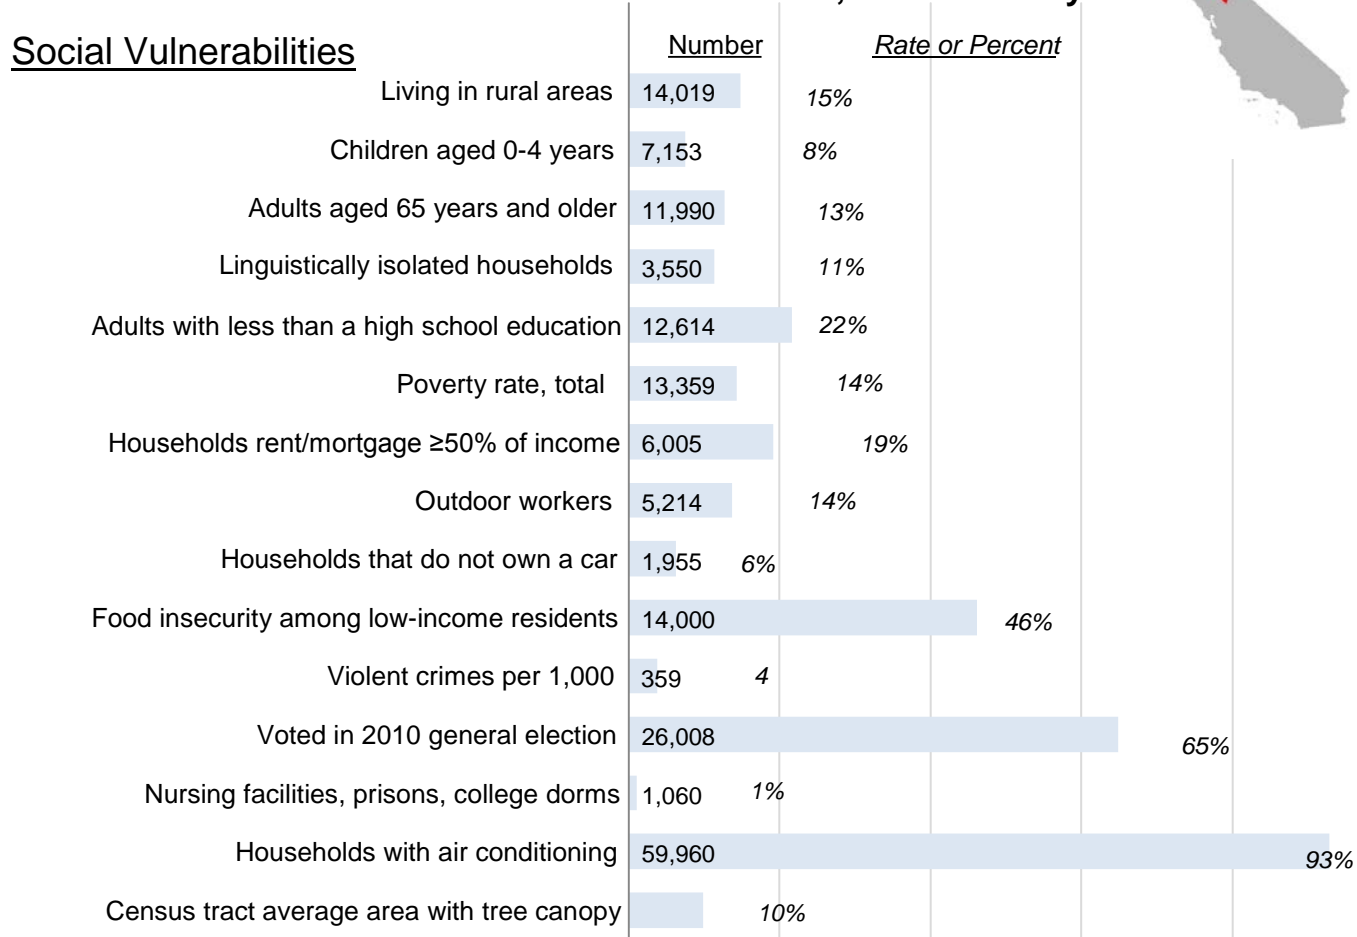 Social Vulnerabilities Number Rate or Percent
Living in rural areas 14,019 15%
Children aged 0-4 years 7,153 8%
Adults aged 65 years and older 11,990 13%
Linguistically isolated households 3,550 11%
Adults with less than a high school education 12,614 22%
Poverty rate, total 13,359 14%
Households rent/mortgage ≥50% of income 6,005 19%
Outdoor workers 5,214 14%
Households that do not own a car 1,955 6%
Food insecurity among low-income residents 14,000 46%
Violent crimes per 1,000 359 4
Voted in 2010 general election 26,008 65%
Nursing facilities, prisons, college dorms 1,060 1%
Households with air conditioning 59,960 93%
Census tract average area with tree canopy 10%